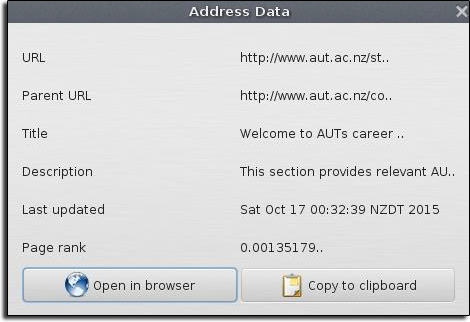 Address Data
URL http://www.aut.ac.nz/st..
Parent URL http://www.aut.ac.nz/co..
Title Welcome to AUTs career ..
Description This section provides relevant AU..
Last updated Sat Oct 17 00:32:39 NZDT 2015
Page rank 0.00135179..
Open in browser Copy to clipboard